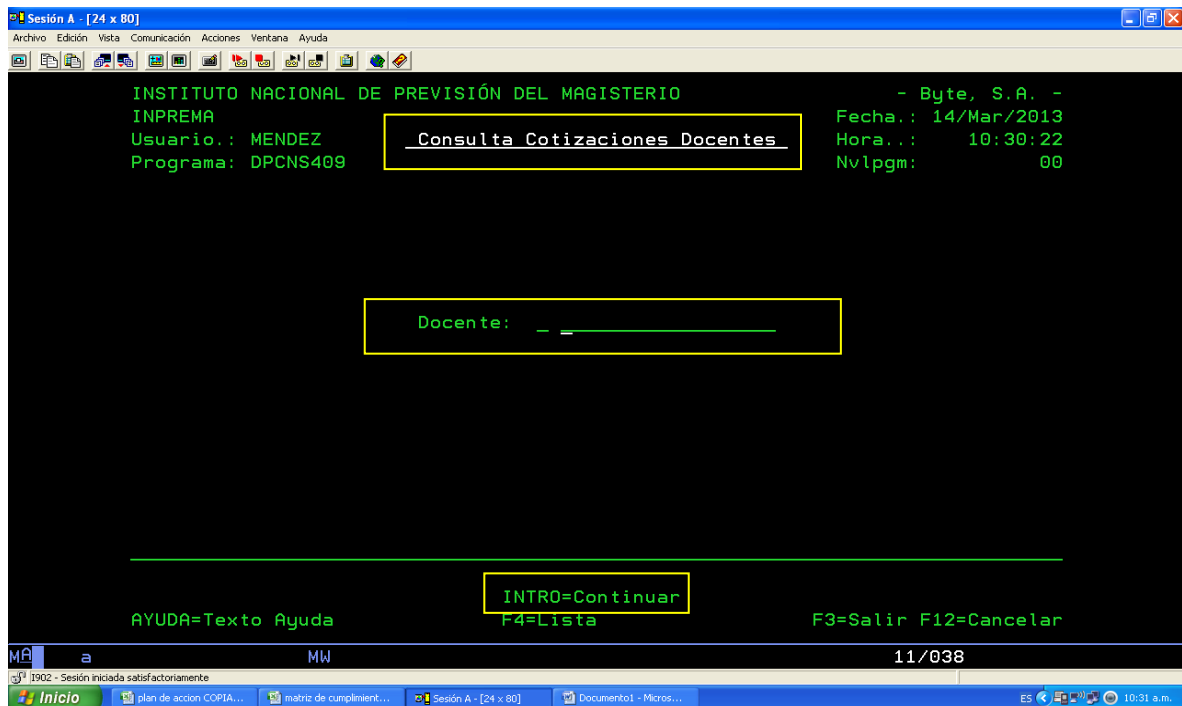 Sesión A - [24 x 80]
Archivo Edición Vista Comunicación Acciones Ventana Ayuda
INSTITUTO NACIONAL DE PREVISIÓN DEL MAGISTERIO - Byte, S.A. -
INPREMA Fecha.: 14/Mar/2013
Usuario.: MENDEZ Consulta Cotizaciones Docentes Hora..: 10:30:22
Programa: DPCNS409 Nvlpgm: 00
Docente: _ ____________________
INTRO=Continuar
AYUDA=Texto Ayuda F4=Lista F3=Salir F12=Cancelar
MA a MW 11/038
I902 - Sesión iniciada satisfactoriamente
Inicio plan de accion COPIA... matriz de cumplimient... Sesión A - [24 x 80] Documento1 - Micros... ES 10:31 a.m.